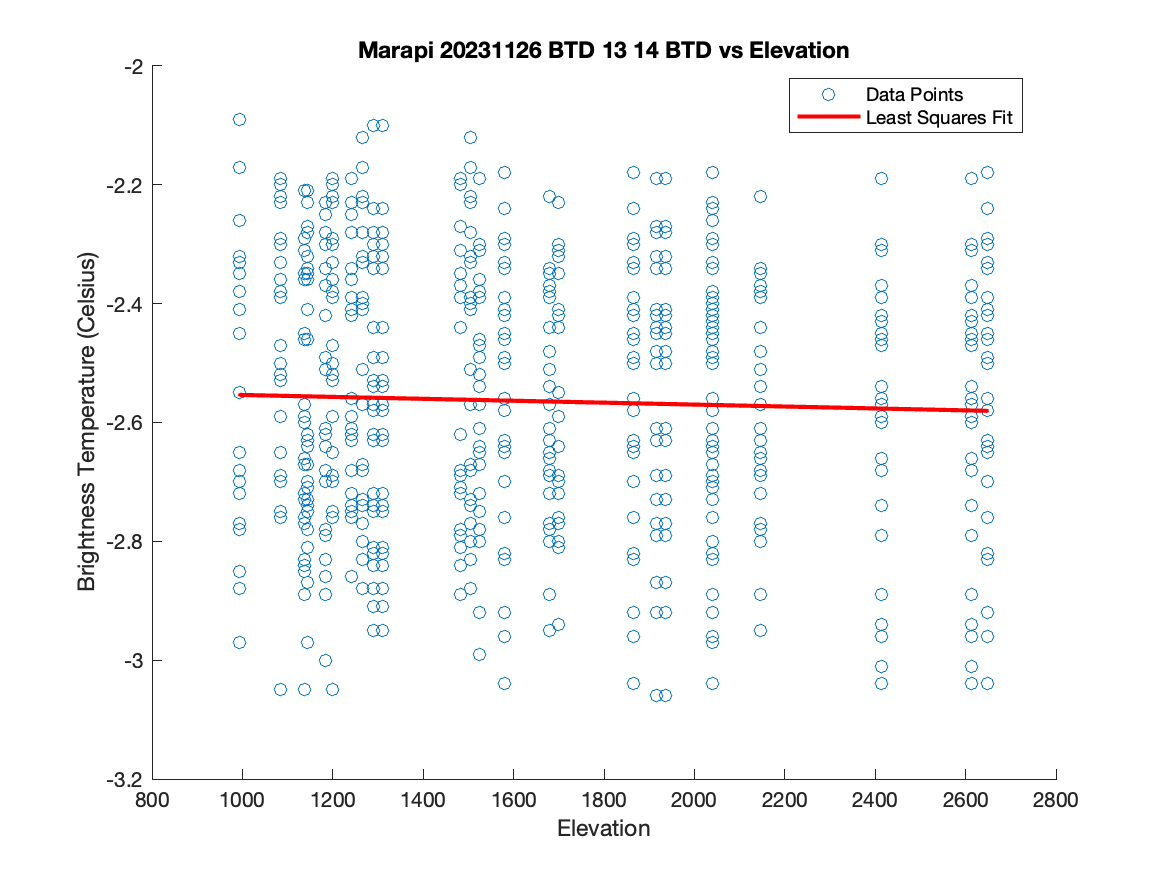 Marapi 20231126 BTD 13 14 BTD vs Elevation
Data Points
Least Squares Fit
Brightness Temperature (Celsius)
-2
-2.2
-2.4
-2.6
-2.8
-3
-3.2
800 1000 1200 1400 1600 1800 2000 2200 2400 2600 2800
Elevation